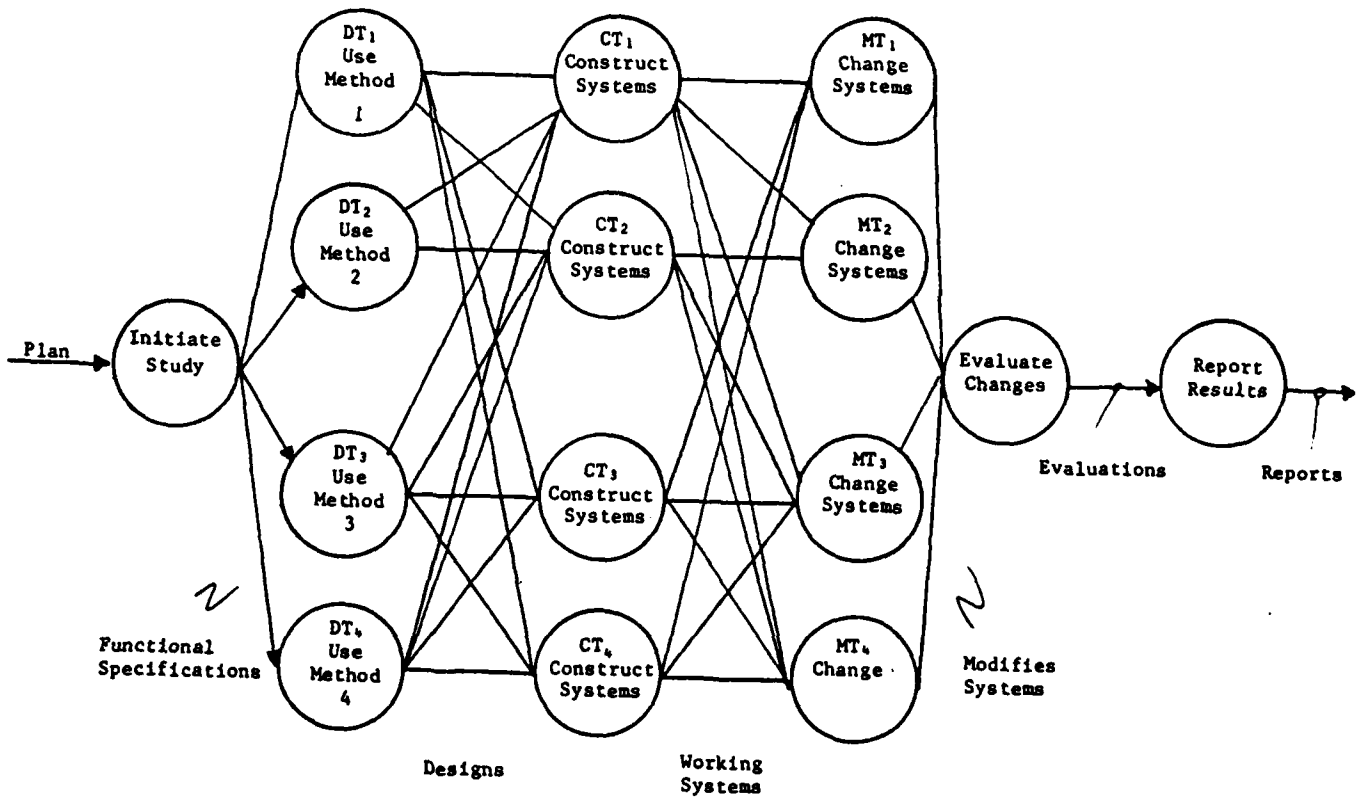 Plan
Initiate
Study
DT₁
Use
Method
1
DT₂
Use
Method
2
DT₃
Use
Method
3
DT₄
Use
Method
4
Functional
Specifications
Designs
CT₁
Construct
Systems
CT₂
Construct
Systems
CT₃
Construct
Systems
CT₄
Construct
Systems
Working
Systems
MT₁
Change
Systems
MT₂
Change
Systems
MT₃
Change
Systems
MT₄
Change
Modifies
Systems
Evaluate
Changes
Evaluations
Report
Results
Reports